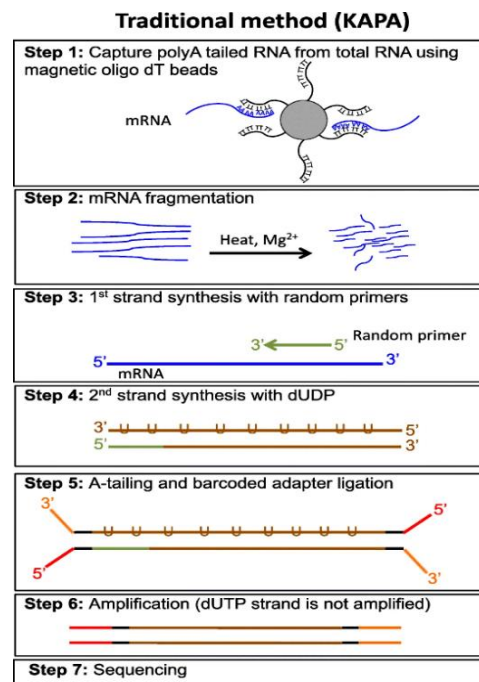 Traditional method (KAPA)
Step 1: Capture polyA tailed RNA from total RNA using
magnetic oligo dT beads
mRNA
Step 2: mRNA fragmentation
Heat, Mg²⁺
Step 3: 1ˢᵗ strand synthesis with random primers
3’ 5’ Random primer
5’ 3’
mRNA
Step 4: 2ⁿᵈ strand synthesis with dUDP
3’ 5’
5’ 3’
Step 5: A-tailing and barcoded adapter ligation
3’ 5’
5’ 3’
Step 6: Amplification (dUTP strand is not amplified)
Step 7: Sequencing